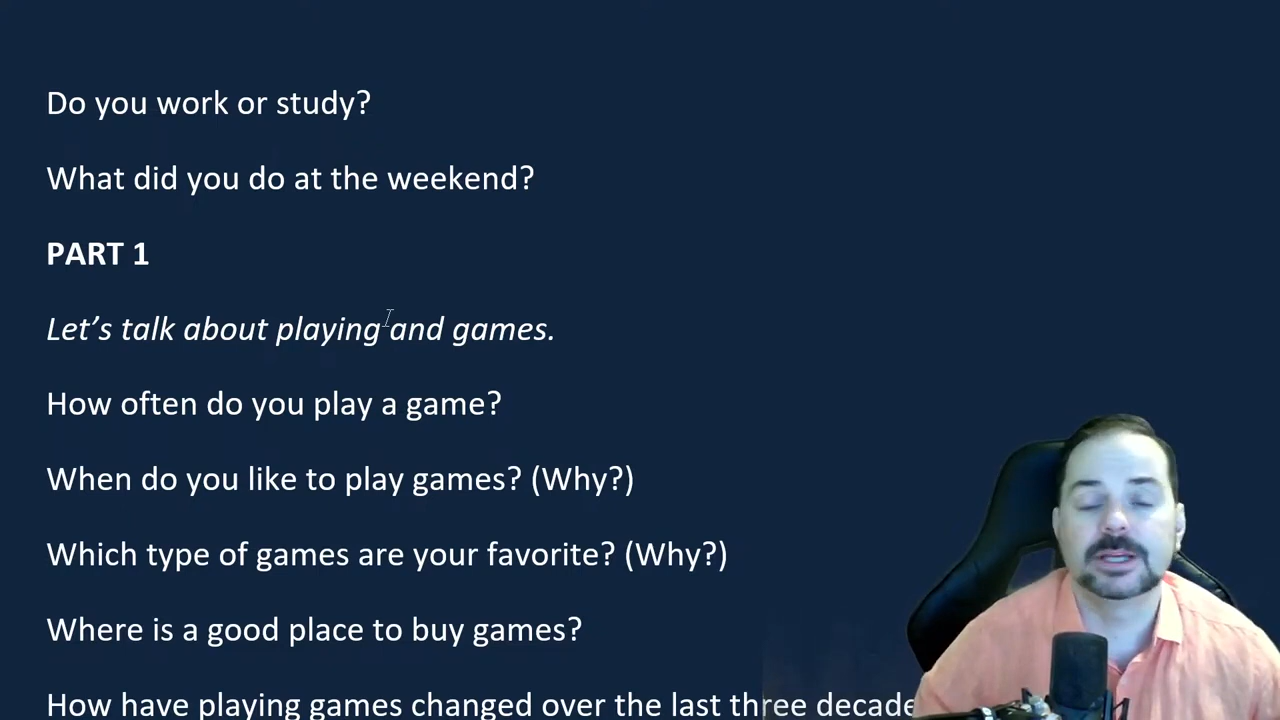 Do you work or study?
What did you do at the weekend?
PART 1
Let’s talk about playing and games.
How often do you play a game?
When do you like to play games? (Why?)
Which type of games are your favorite? (Why?)
Where is a good place to buy games?
How have playing games changed over the last three